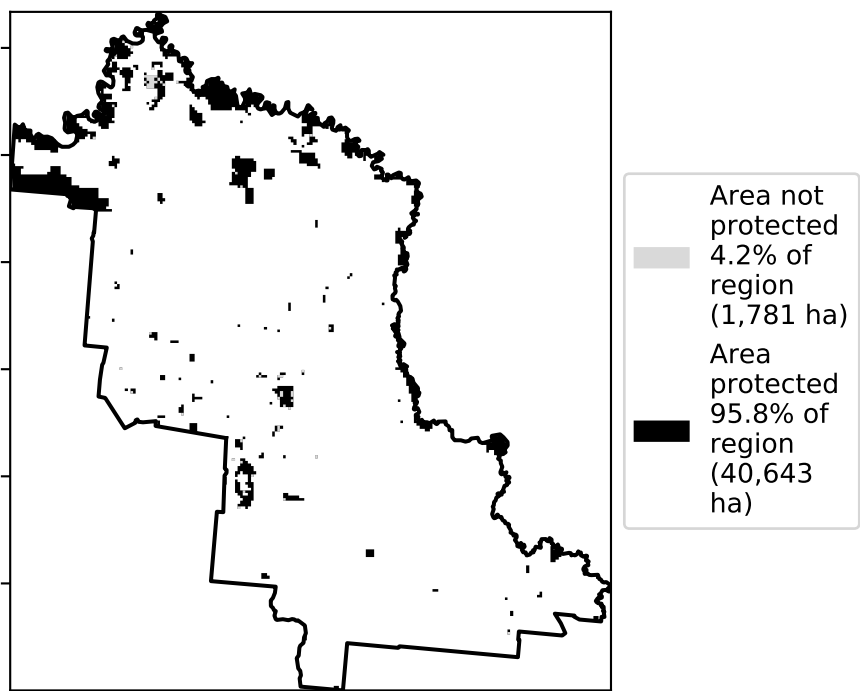 Area not
protected
4.2% of
region
(1,781 ha)
Area
protected
95.8% of
region
(40,643
ha)